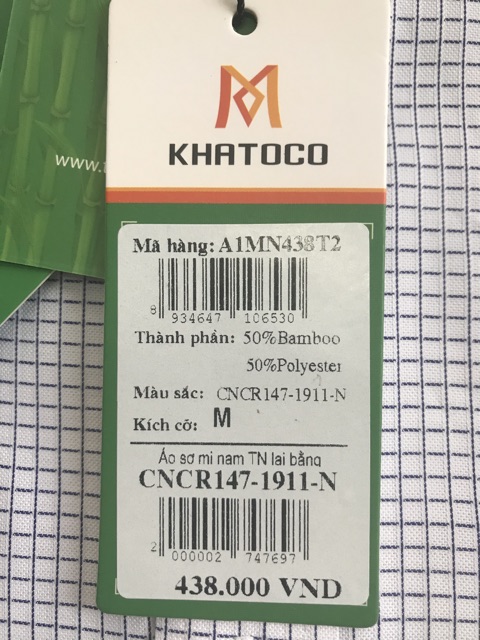 www.
KHATOCO
Mã hàng: A1MN438T2
8 934647 106530
Thành phần: 50%Bamboo
50%Polyester
Màu sắc: CNCR147-1911-N
Kích cỡ: M
Áo sơ mi nam TN lai bằng
CNCR147-1911-N
2 000002 747697
438.000 VND